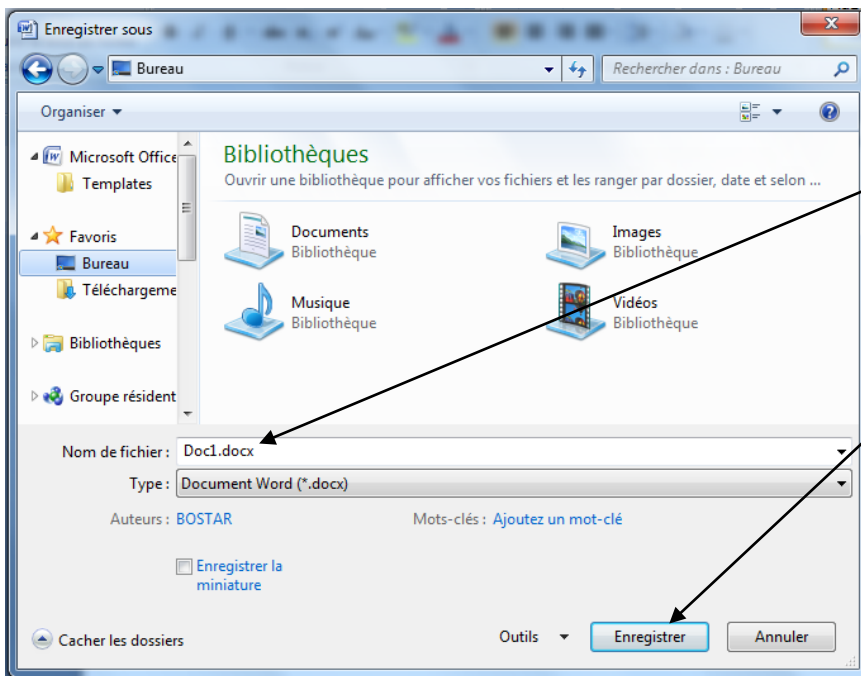 Enregistrer sous
Bureau
Rechercher dans : Bureau
Organiser
Microsoft Office
Templates
Favoris
Bureau
Téléchargeme
Bibliothèques
Groupe résident
Bibliothèques
Ouvrir une bibliothèque pour afficher vos fichiers et les ranger par dossier, date et selon ...
Documents
Bibliothèque
Images
Bibliothèque
Musique
Bibliothèque
Vidéos
Bibliothèque
Nom de fichier : Doc1.docx
Type : Document Word (*.docx)
Auteurs : BOSTAR Mots-clés : Ajoutez un mot-clé
Enregistrer la
miniature
Cacher les dossiers Outils Enregistrer Annuler